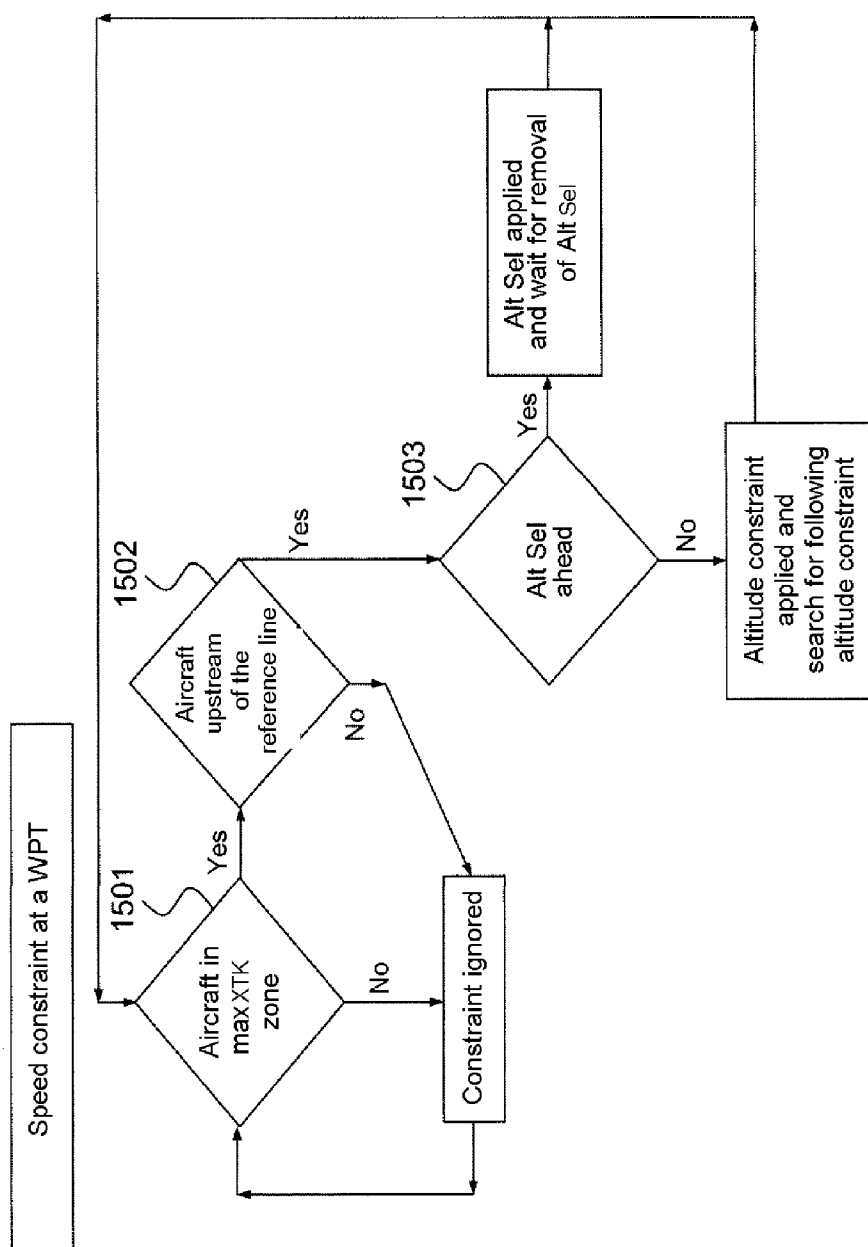 Speed constraint at a WPT
1501
Aircraft in
max XTK
zone
Yes
No
1502
Aircraft
upstream
of the
reference line
Yes
No
Constraint ignored
1503
Alt Sel
ahead
Yes
No
Alt Sel applied
and wait for removal
of Alt Sel
Altitude constraint
applied and
search for following
altitude constraint